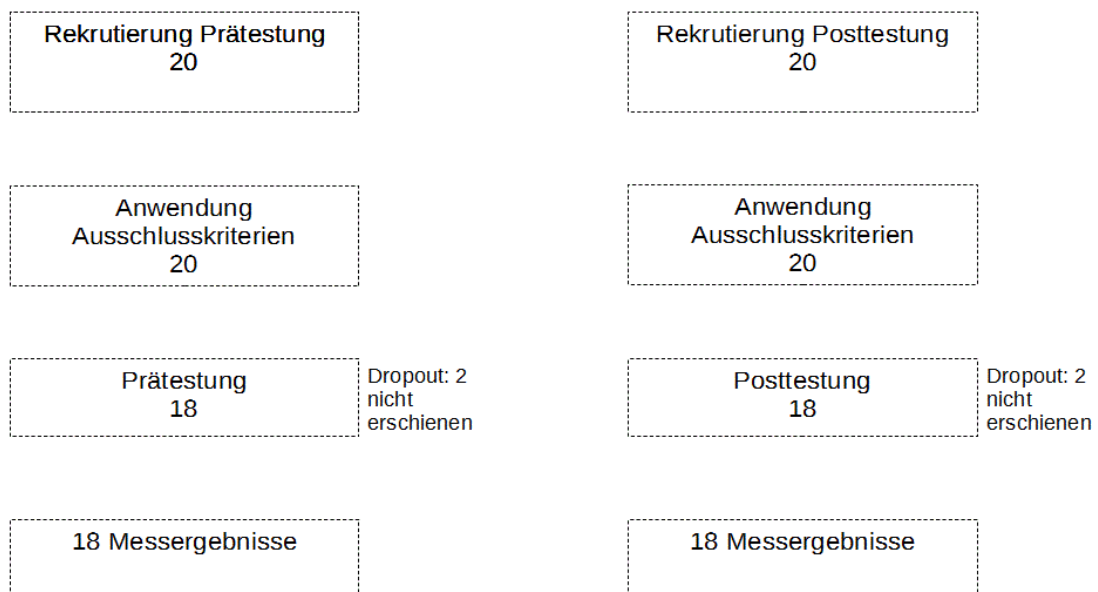 Rekrutierung Prätestung
20
Rekrutierung Posttestung
20
Anwendung
Ausschlusskriterien
20
Anwendung
Ausschlusskriterien
20
Prätestung
18
Dropout: 2
nicht
erschienen
Posttestung
18
Dropout: 2
nicht
erschienen
18 Messergebnisse
18 Messergebnisse